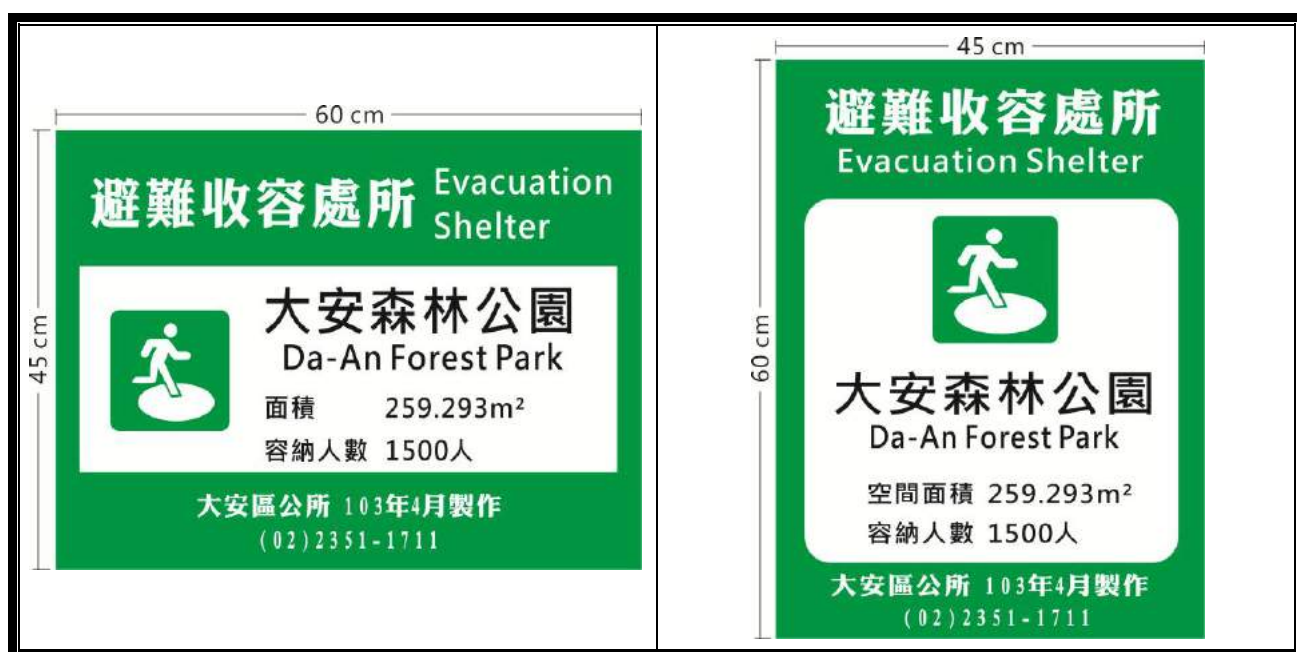 60 cm
45 cm
避難收容處所
Evacuation
Shelter
大安森林公園
Da-An Forest Park
面積 259.293m²
容納人數 1500人
大安區公所 103年4月製作
(02)2351-1711
45 cm
60 cm
避難收容處所
Evacuation Shelter
大安森林公園
Da-An Forest Park
空間面積 259.293m²
容納人數 1500人
大安區公所 103年4月製作
(02)2351-1711